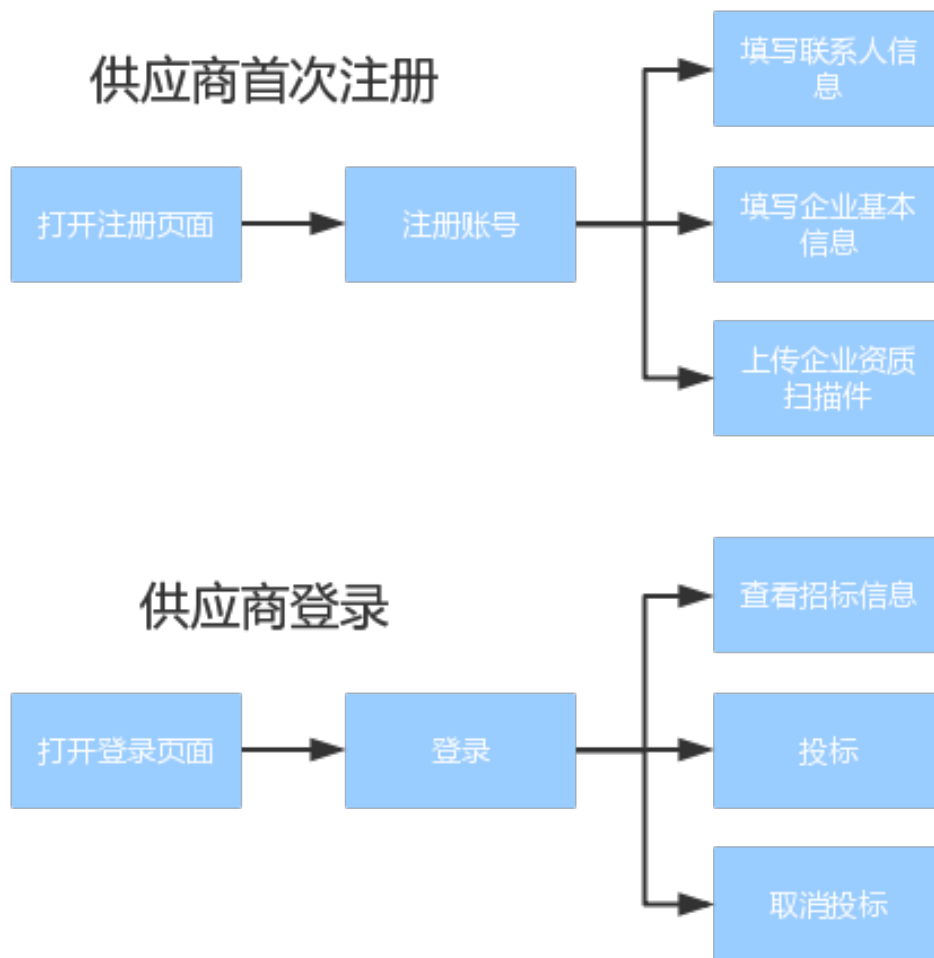 供应商首次注册
填写联系人信
息
打开注册页面
注册账号
填写企业基本
信息
上传企业资质
扫描件
供应商登录
查看招标信息
打开登录页面
登录
投标
取消投标